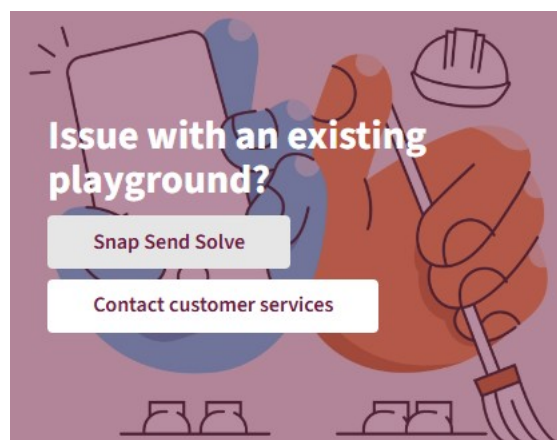 Issue with an existing
playground?
Snap Send Solve
Contact customer services